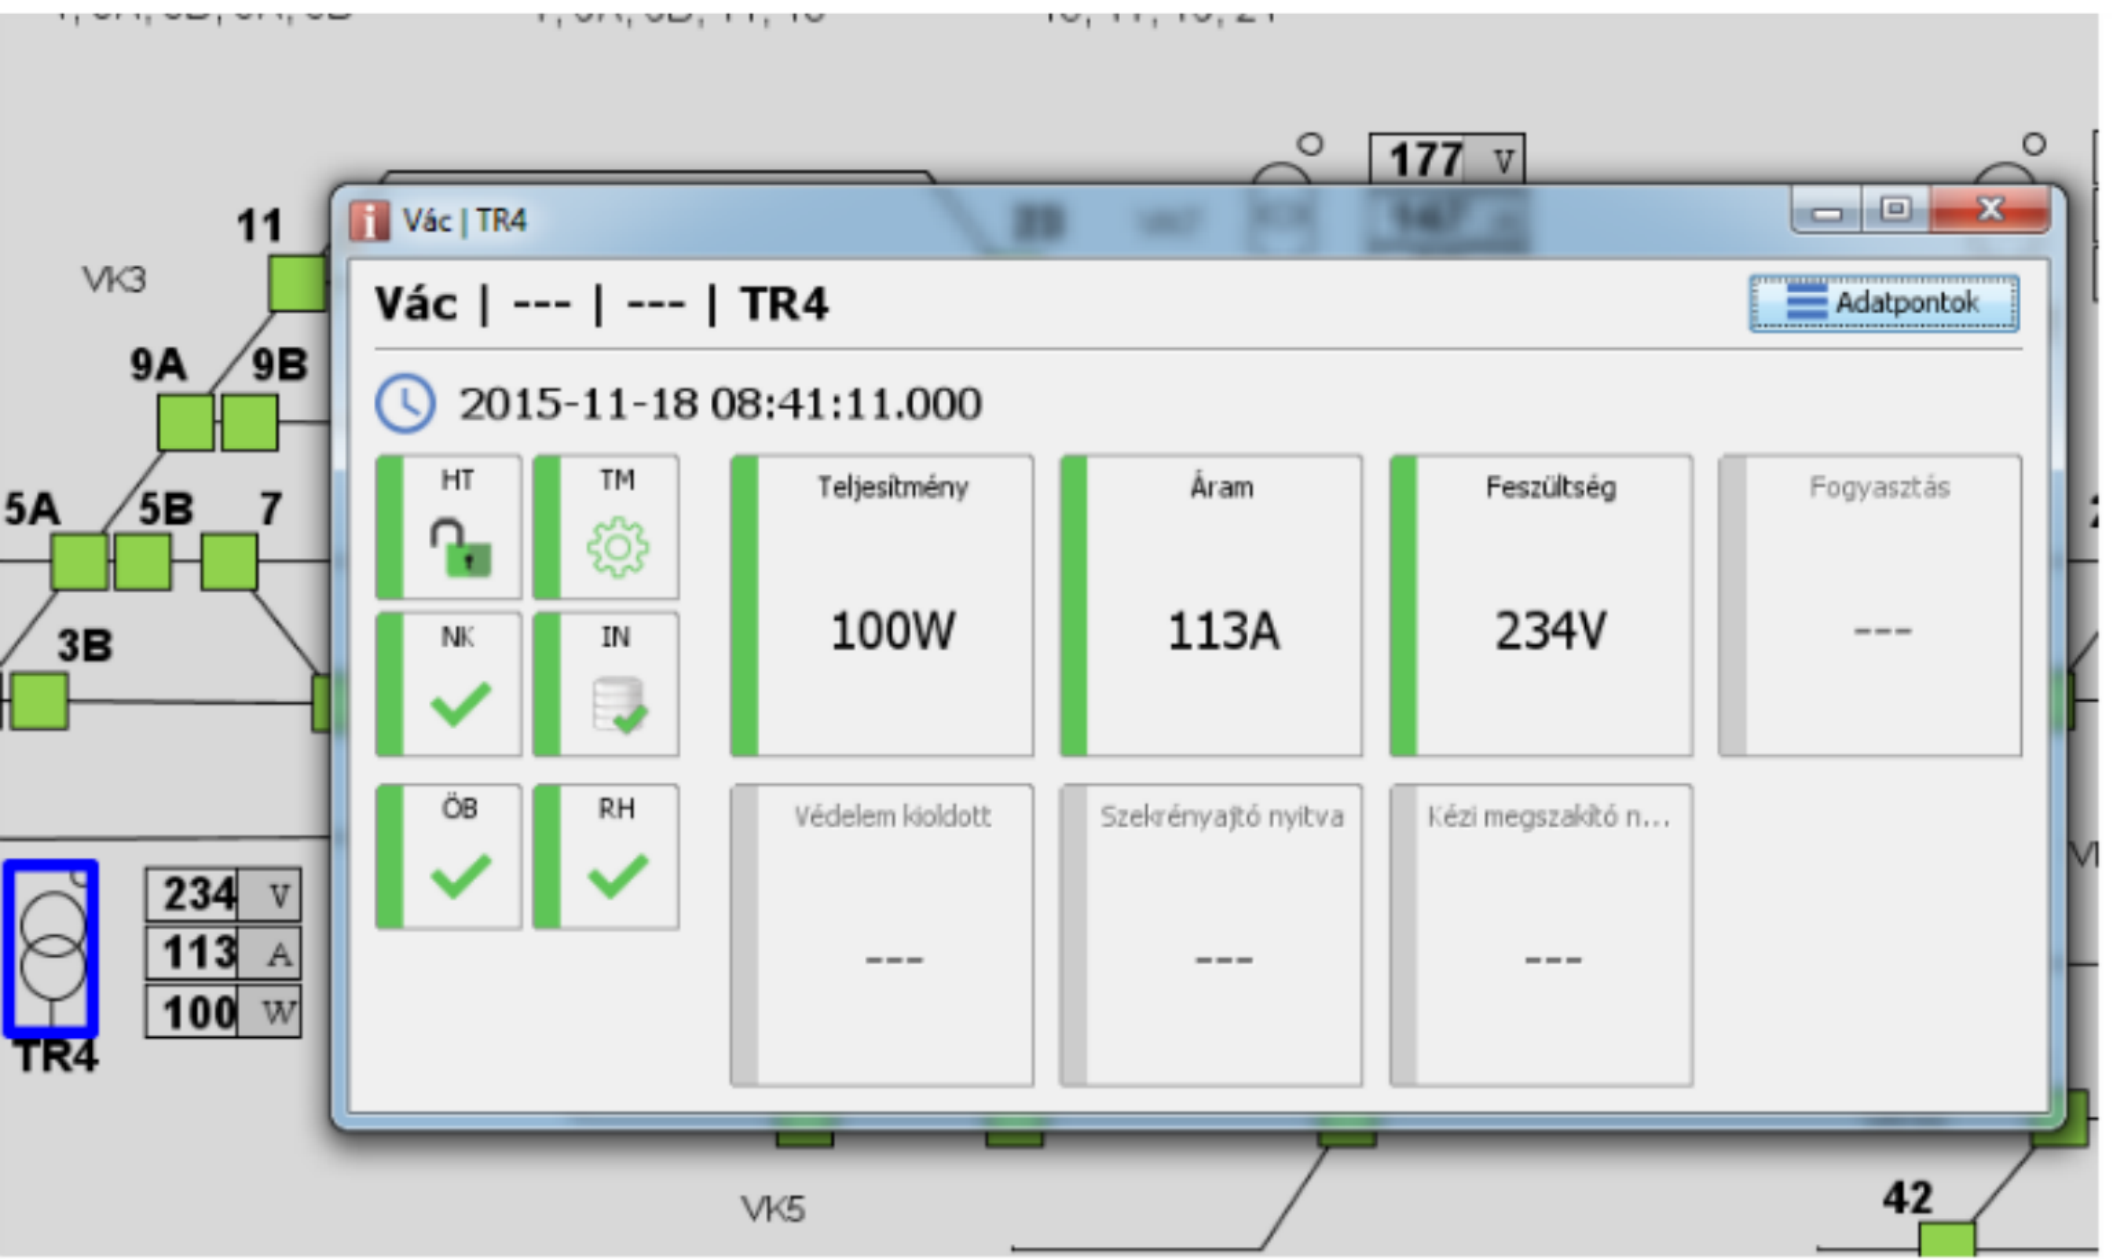 177 V
11
VK3
Vác | TR4
Vác | --- | --- | TR4
Adatpontok
9A 9B
2015-11-18 08:41:11.000
HT
TM
Teljesítmény
Áram
Feszültség
Fogyasztás
5A 5B 7
100W
113A
234V
---
NK
IN
3B
ÖB
RH
Védelem kioldott
Szekrényajtó nyitva
Kézi megszakító n...
---
---
---
234 V
113 A
100 W
TR4
VK5
42